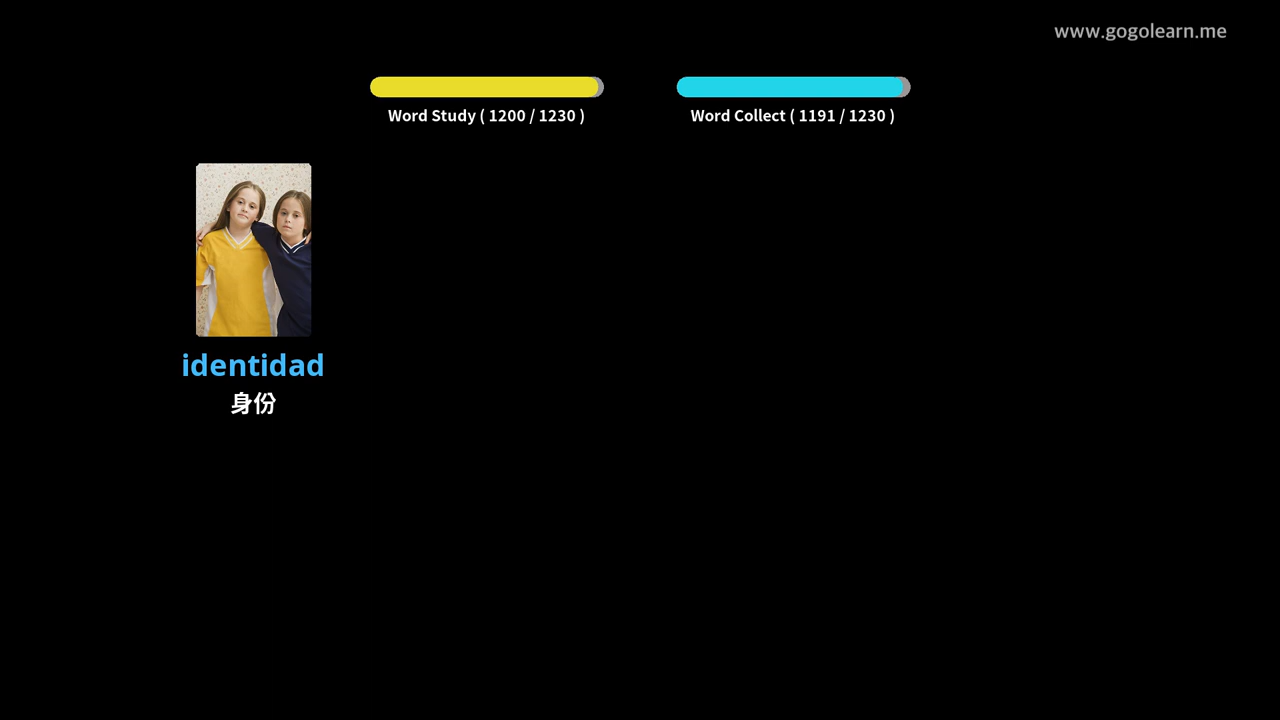 www.gogolearn.me
Word Study ( 1200 / 1230 )
Word Collect ( 1191 / 1230 )
identidad
身份